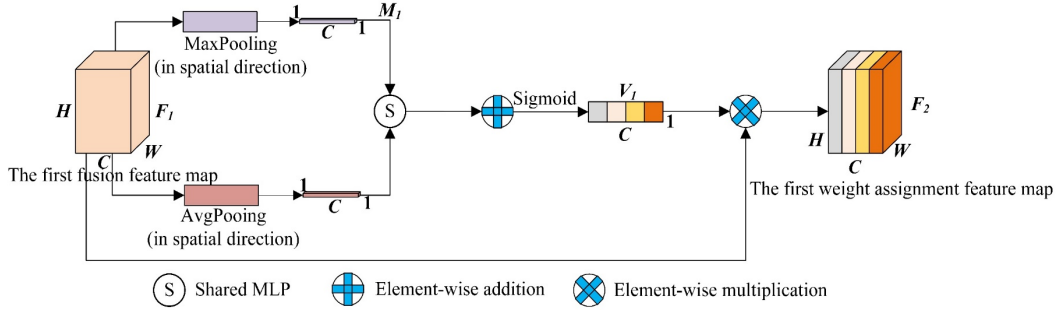 1
C
1
M1
MaxPooling
(in spatial direction)
H
F1
W
C
The first fusion feature map
S
Sigmoid
V1
C
1
H
F2
W
C
The first weight assignment feature map
1
C
1
AvgPooing
(in spatial direction)
S Shared MLP
Element-wise addition
Element-wise multiplication